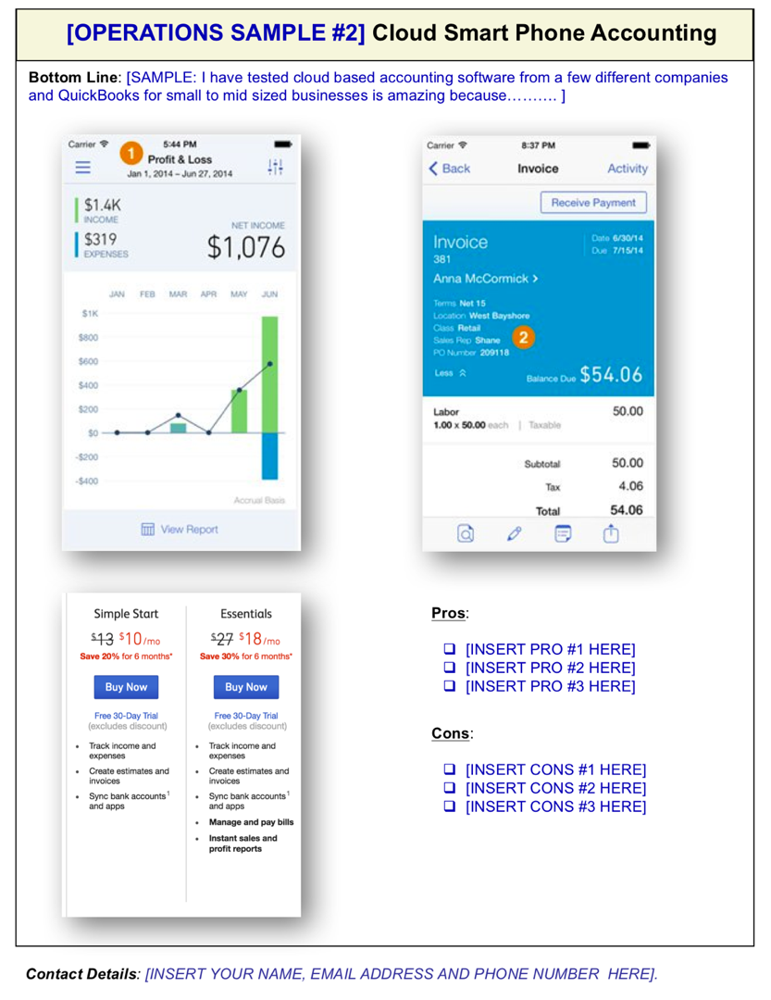 [OPERATIONS SAMPLE #2] Cloud Smart Phone Accounting
Bottom Line: [SAMPLE: I have tested cloud based accounting software from a few different companies
and QuickBooks for small to mid sized businesses is amazing because………. ]
Carrier 5:44 PM
1
Profit & Loss
Jan 1, 2014 – Jun 27, 2014
$1.4K
INCOME
$319
EXPENSES
NET INCOME
$1,076
JAN FEB MAR APR MAY JUN
$1K
$800
$600
$400
$200
$0
-$200
-$400
Accrual Basis
View Report
Carrier 8:37 PM
Back Invoice Activity
Receive Payment
Invoice
381
Date 6/30/14
Due 7/15/14
Anna McCormick >
Terms Net 15
Location West Bayshore
Class Retail
Sales Rep Shane
2
PO Number 209118
Less
Balance Due $54.06
Labor 50.00
1.00 x 50.00 each | Taxable
Subtotal 50.00
Tax 4.06
Total 54.06
Simple Start
$13 $10/mo
Save 20% for 6 months*
Buy Now
Free 30-Day Trial
(excludes discount)
• Track income and
expenses
• Create estimates and
invoices
• Sync bank accounts1
and apps
Essentials
$27 $18/mo
Save 30% for 6 months*
Buy Now
Free 30-Day Trial
(excludes discount)
• Track income and
expenses
• Create estimates and
invoices
• Sync bank accounts1
and apps
• Manage and pay bills
• Instant sales and
profit reports
Pros:
❑ [INSERT PRO #1 HERE]
❑ [INSERT PRO #2 HERE]
❑ [INSERT PRO #3 HERE]
Cons:
❑ [INSERT CONS #1 HERE]
❑ [INSERT CONS #2 HERE]
❑ [INSERT CONS #3 HERE]
Contact Details: [INSERT YOUR NAME, EMAIL ADDRESS AND PHONE NUMBER HERE].